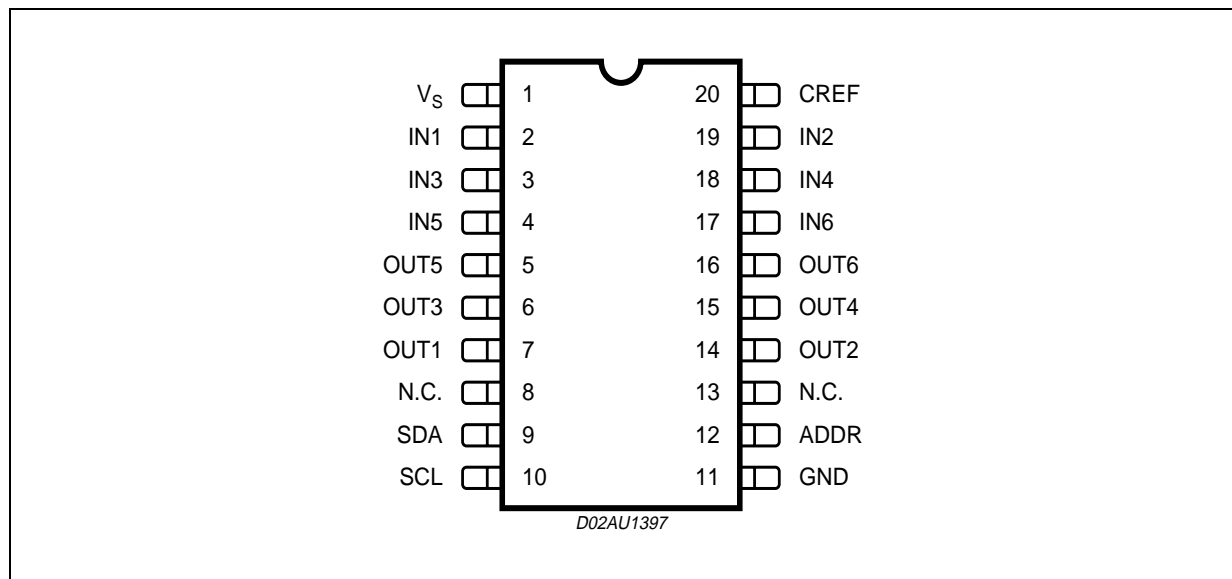 V_S 1 20 CREF
IN1 2 19 IN2
IN3 3 18 IN4
IN5 4 17 IN6
OUT5 5 16 OUT6
OUT3 6 15 OUT4
OUT1 7 14 OUT2
N.C. 8 13 N.C.
SDA 9 12 ADDR
SCL 10 11 GND
D02AU1397